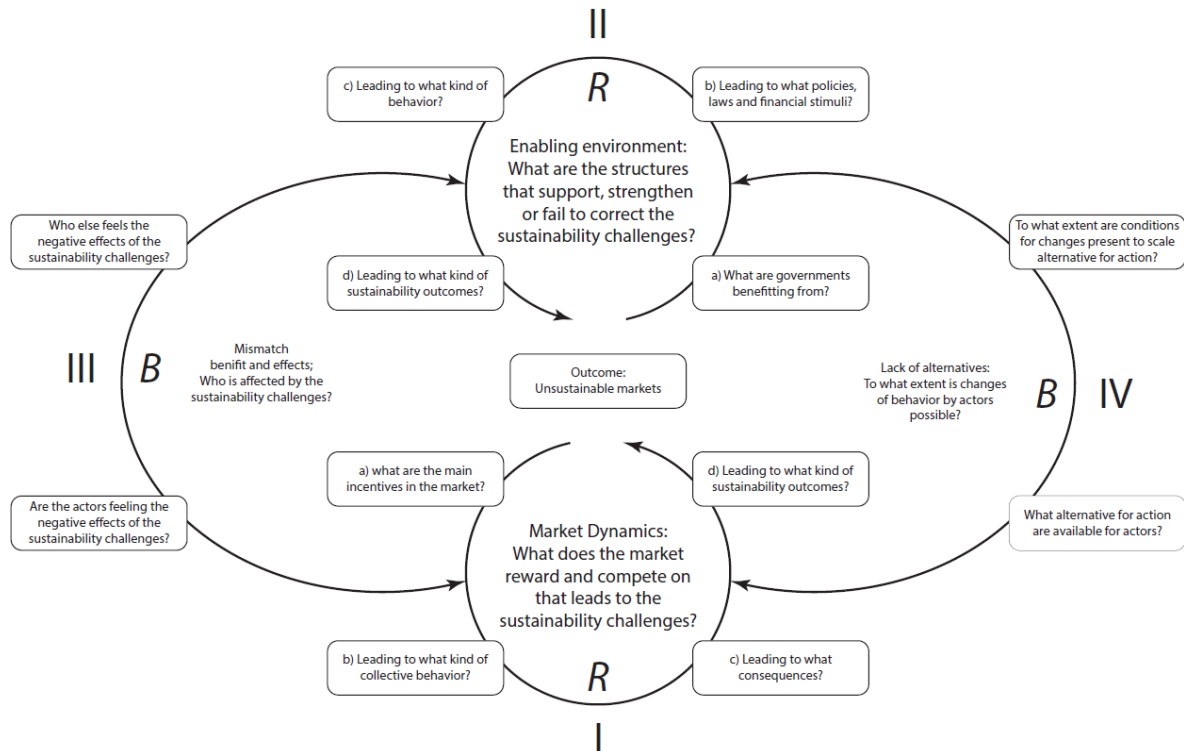 II
R
c) Leading to what kind of
behavior?
b) Leading to what policies,
laws and financial stimuli?
Enabling environment:
What are the structures
that support, strengthen
or fail to correct the
sustainability challenges?
d) Leading to what kind of
sustainability outcomes?
a) What are governments
benefitting from?
Who else feels the
negative effects of the
sustainability challenges?
To what extent are conditions
for changes present to scale
alternative for action?
III
B
Mismatch
benifit and effects;
Who is affected by the
sustainability challenges?
Outcome:
Unsustainable markets
Lack of alternatives:
To what extent is changes
of behavior by actors
possible?
B
IV
Are the actors feeling the
negative effects of the
sustainability challenges?
What alternative for action
are available for actors?
a) what are the main
incentives in the market?
d) Leading to what kind of
sustainability outcomes?
Market Dynamics:
What does the market
reward and compete on
that leads to the
sustainability challenges?
b) Leading to what kind of
collective behavior?
c) Leading to what
consequences?
R
I